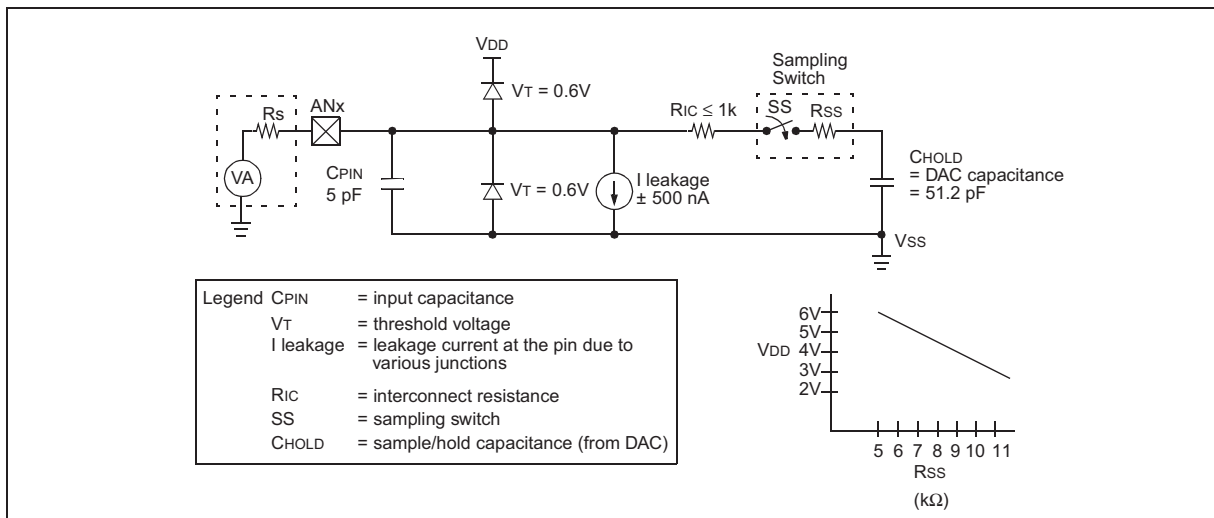 VDD
Sampling
Switch
VT = 0.6V
Rs
ANx
RIC ≤ 1k
SS
RSS
VA
CPIN
5 pF
VT = 0.6V
I leakage
± 500 nA
CHOLD
= DAC capacitance
= 51.2 pF
VSS
Legend CPIN = input capacitance
VT = threshold voltage
I leakage = leakage current at the pin due to
various junctions
RIC = interconnect resistance
SS = sampling switch
CHOLD = sample/hold capacitance (from DAC)
6V
5V
VDD 4V
3V
2V
5 6 7 8 9 10 11
RSS
(kΩ)